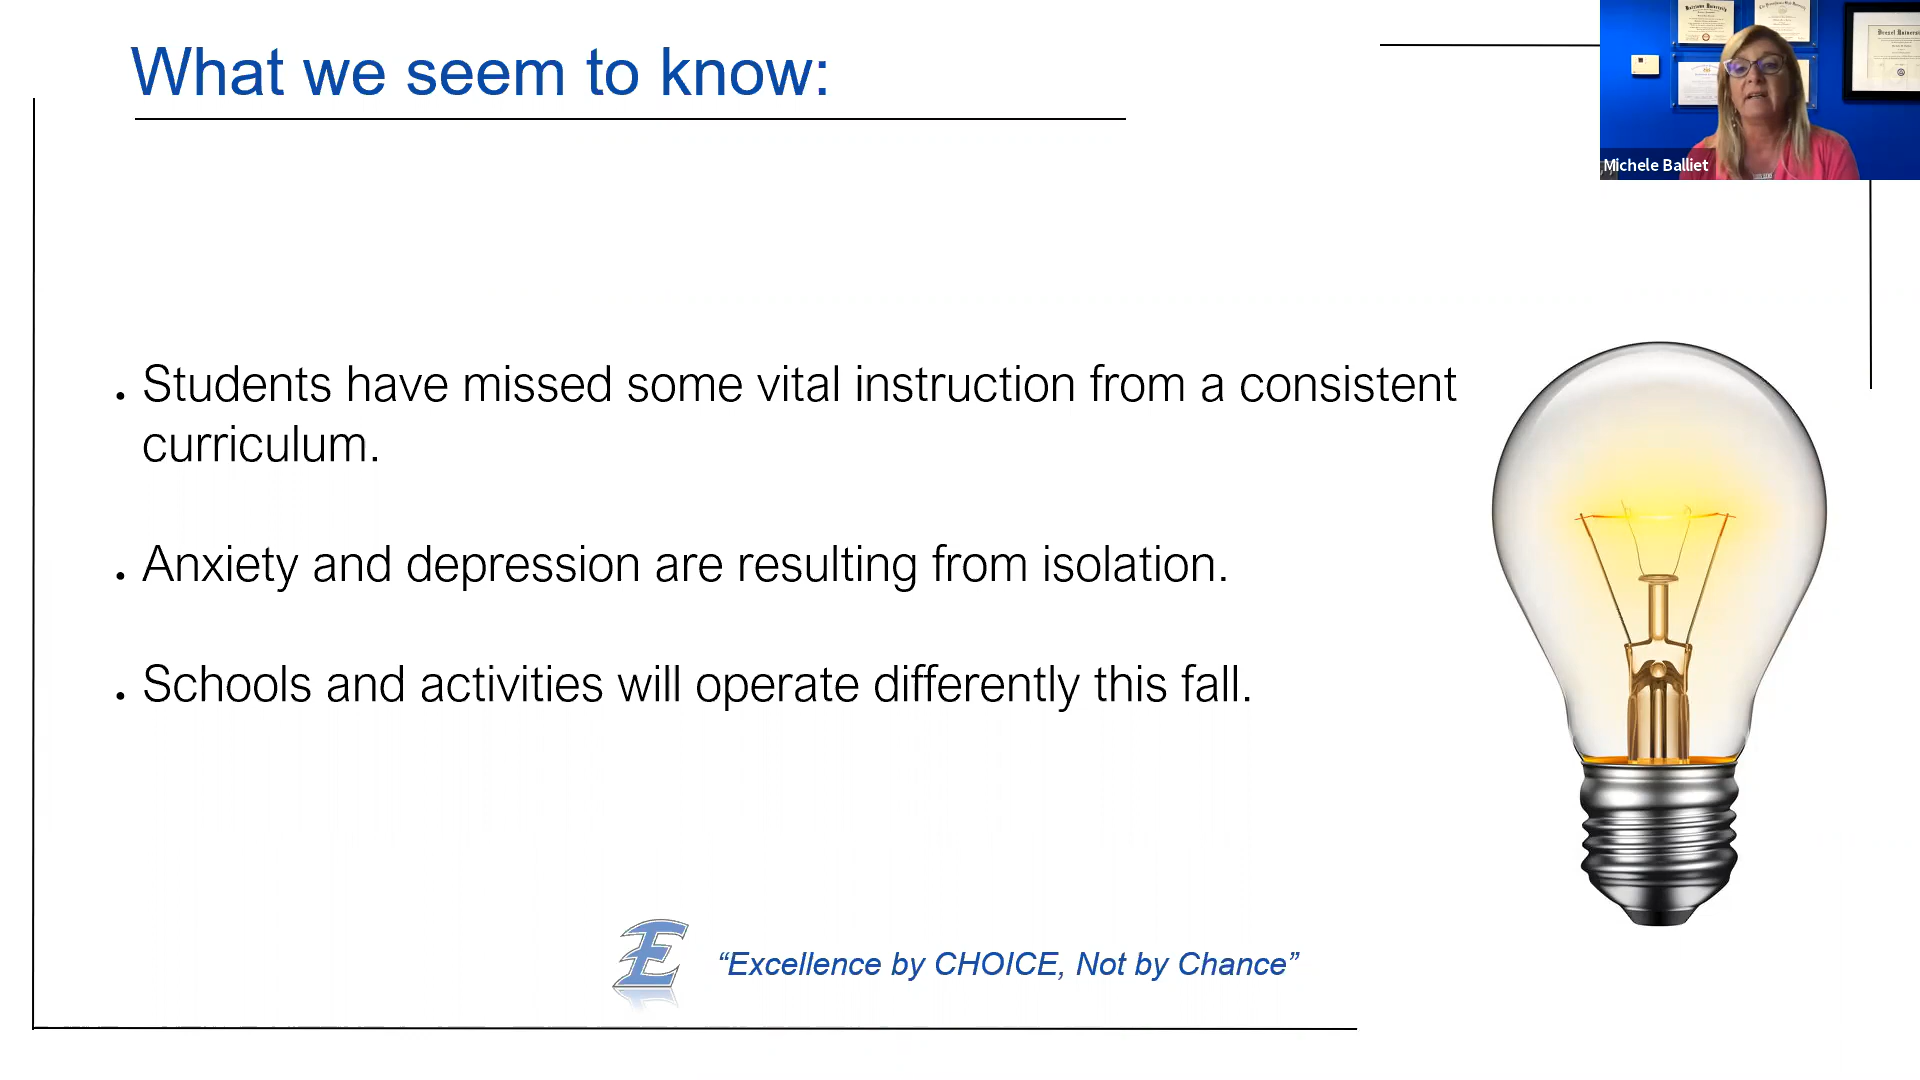 What we seem to know:
Michele Balliet
• Students have missed some vital instruction from a consistent
curriculum.
• Anxiety and depression are resulting from isolation.
• Schools and activities will operate differently this fall.
E
“Excellence by CHOICE, Not by Chance”